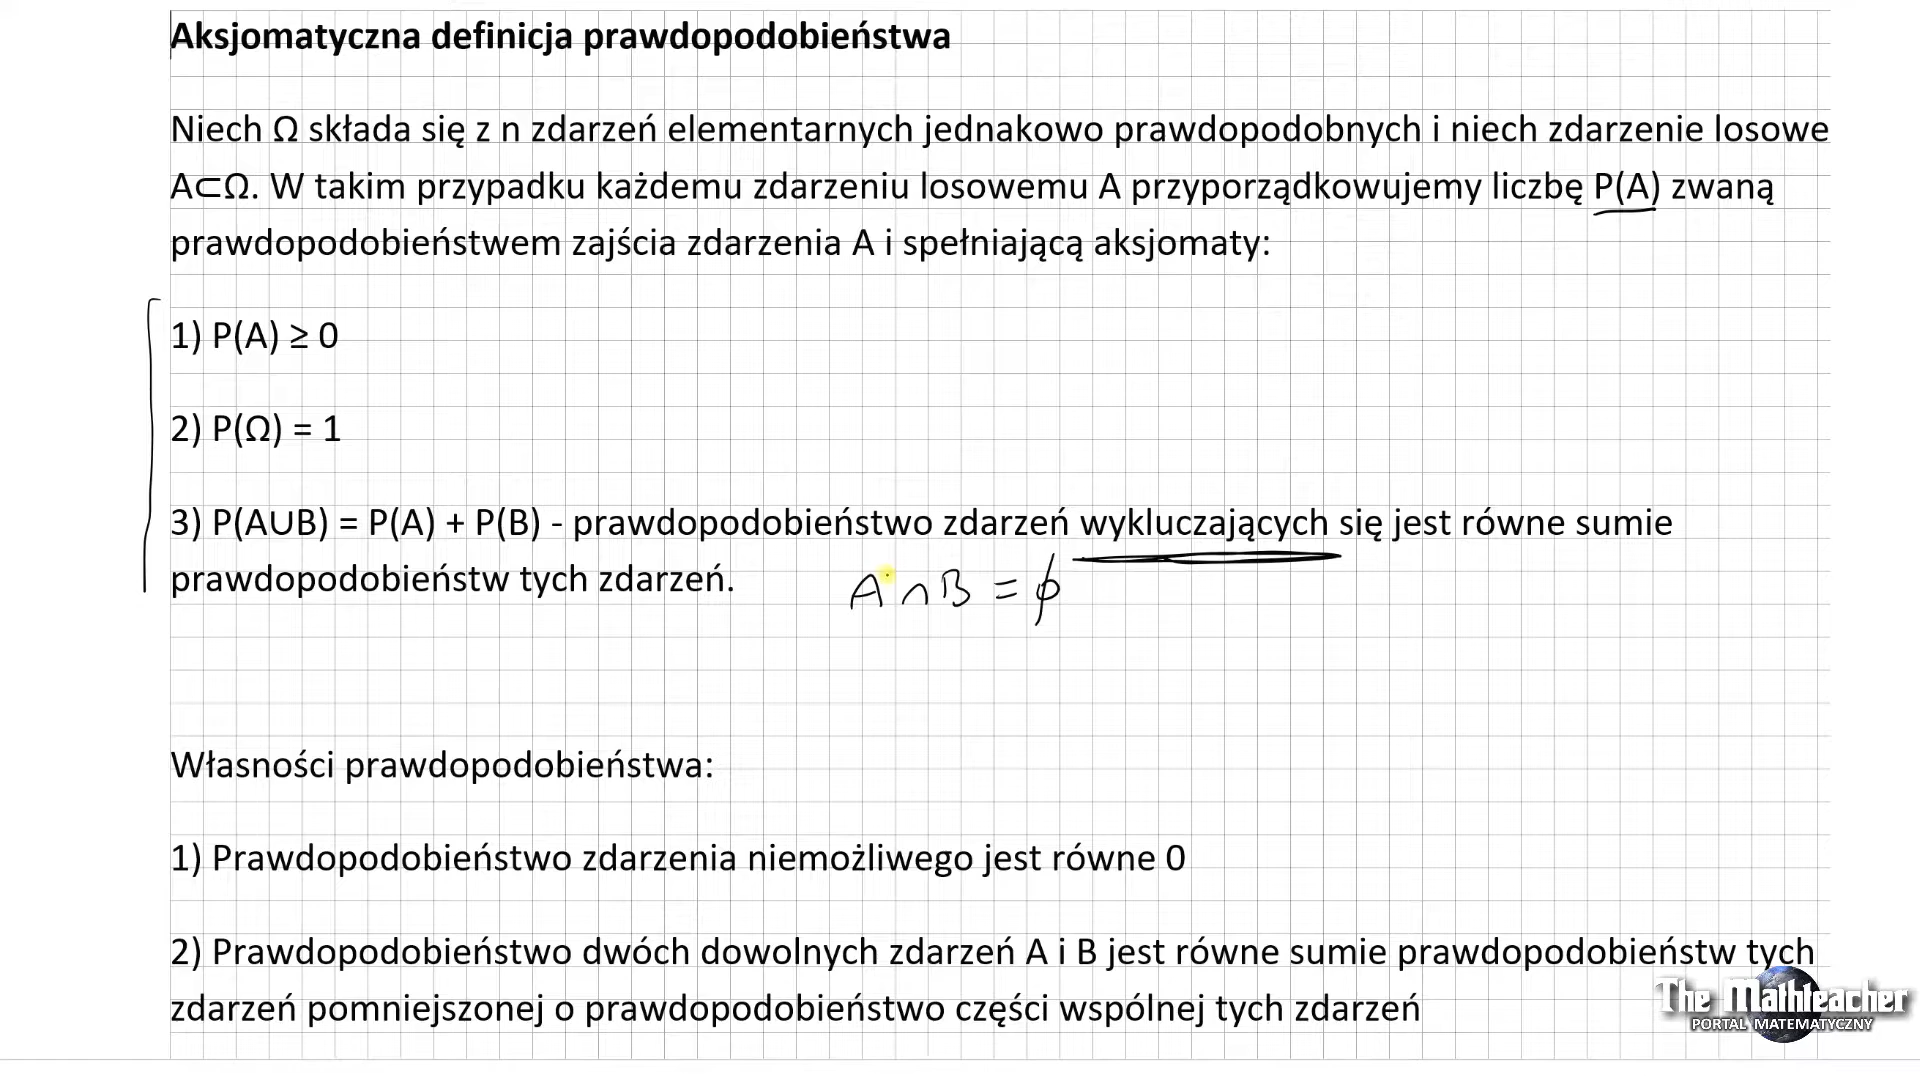 Aksjomatyczna definicja prawdopodobieństwa
Niech Ω składa się z n zdarzeń elementarnych jednakowo prawdopodobnych i niech zdarzenie losowe
A⊂Ω. W takim przypadku każdemu zdarzeniu losowemu A przyporządkowujemy liczbę P(A) zwaną
prawdopodobieństwem zajścia zdarzenia A i spełniającą aksjomaty:
1) P(A) ≥ 0
2) P(Ω) = 1
3) P(A∪B) = P(A) + P(B) - prawdopodobieństwo zdarzeń wykluczających się jest równe sumie
prawdopodobieństw tych zdarzeń.
A ∩ B = ϕ
Własności prawdopodobieństwa:
1) Prawdopodobieństwo zdarzenia niemożliwego jest równe 0
2) Prawdopodobieństwo dwóch dowolnych zdarzeń A i B jest równe sumie prawdopodobieństw tych
zdarzeń pomniejszonej o prawdopodobieństwo części wspólnej tych zdarzeń
The Mathteacher
PORTAL MATEMATYCZNY